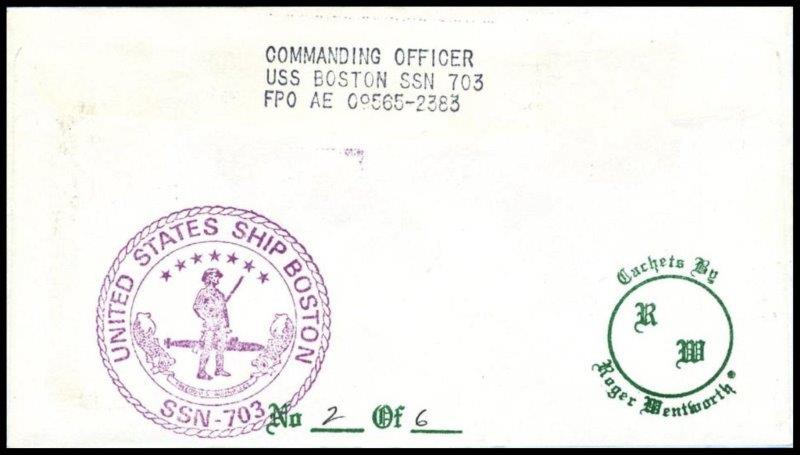 COMMANDING OFFICER
USS BOSTON SSN 703
FPO AE 09565-2383
UNITED STATES SHIP BOSTON
SSN-703
Cachets By
R
W
Roger Wentworth
No 2 Of 6